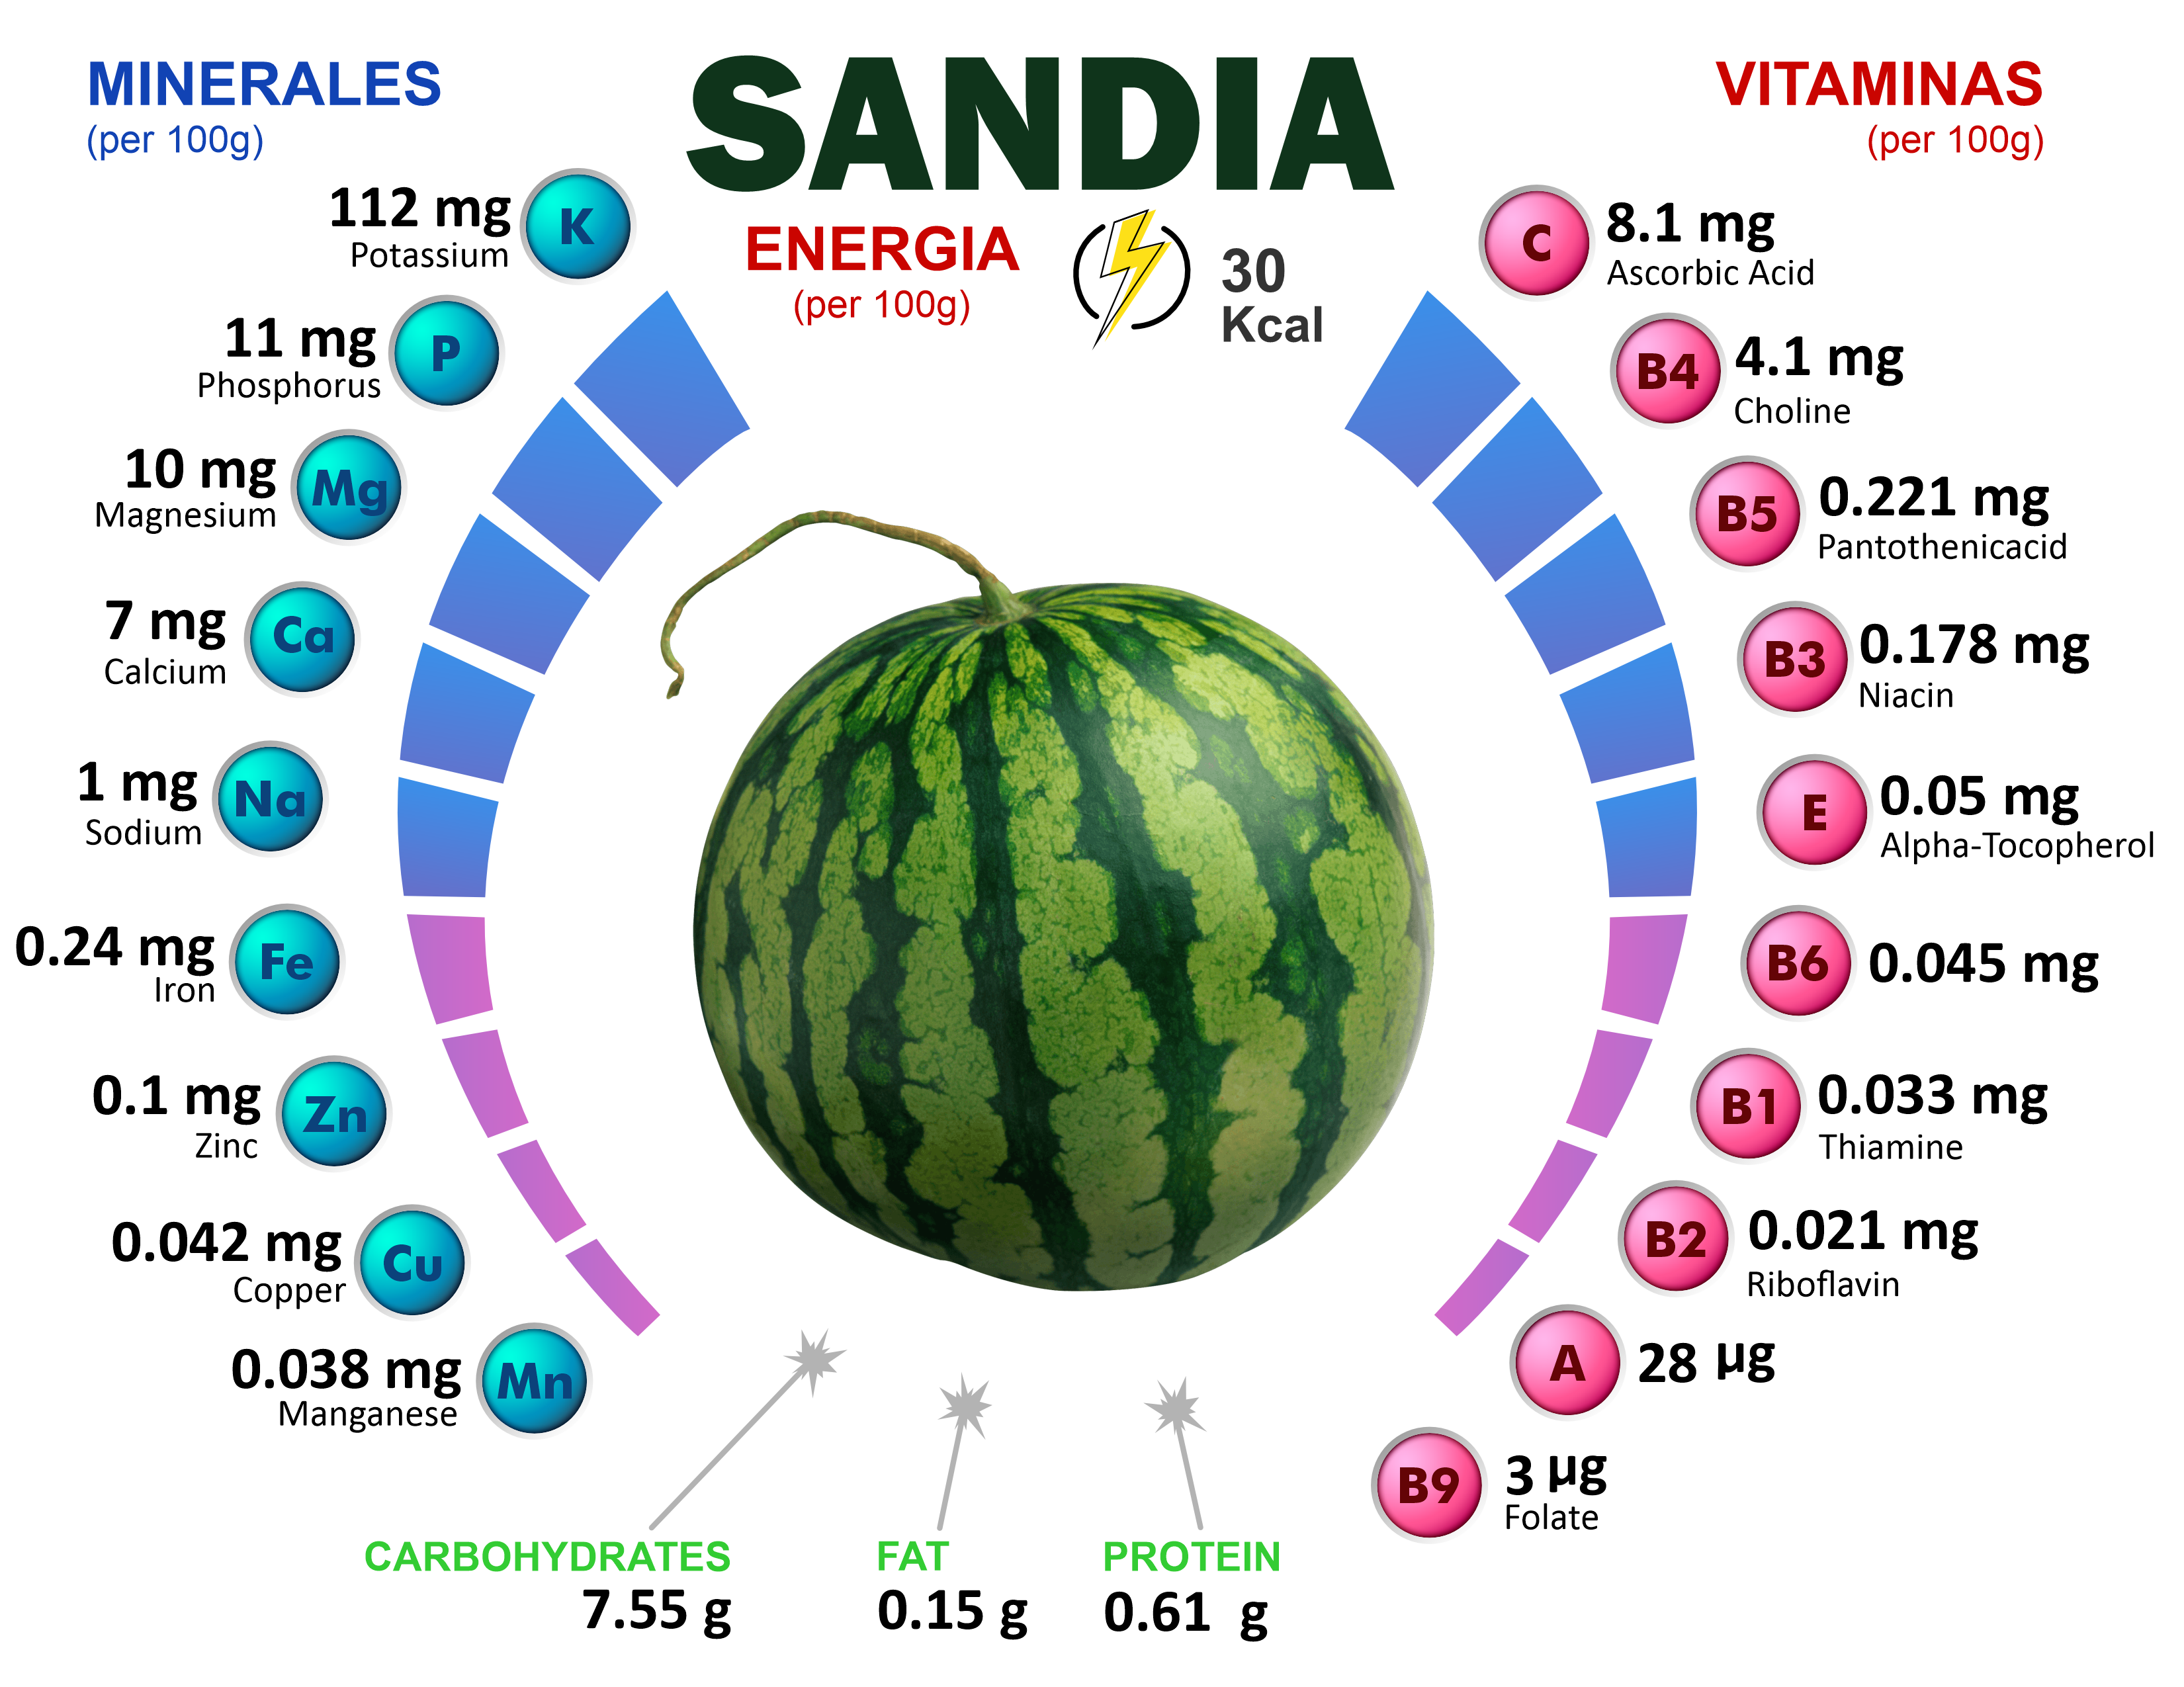 SANDIA
ENERGIA
(per 100g)
30
Kcal
MINERALES
(per 100g)
112 mg
Potassium
K
11 mg
Phosphorus
P
10 mg
Magnesium
Mg
7 mg
Calcium
Ca
1 mg
Sodium
Na
0.24 mg
Iron
Fe
0.1 mg
Zinc
Zn
0.042 mg
Copper
Cu
0.038 mg
Manganese
Mn
VITAMINAS
(per 100g)
C
8.1 mg
Ascorbic Acid
B4
4.1 mg
Choline
B5
0.221 mg
Pantothenicacid
B3
0.178 mg
Niacin
E
0.05 mg
Alpha-Tocopherol
B6
0.045 mg
B1
0.033 mg
Thiamine
B2
0.021 mg
Riboflavin
A
28 µg
B9
3 µg
Folate
CARBOHYDRATES
7.55 g
FAT
0.15 g
PROTEIN
0.61 g